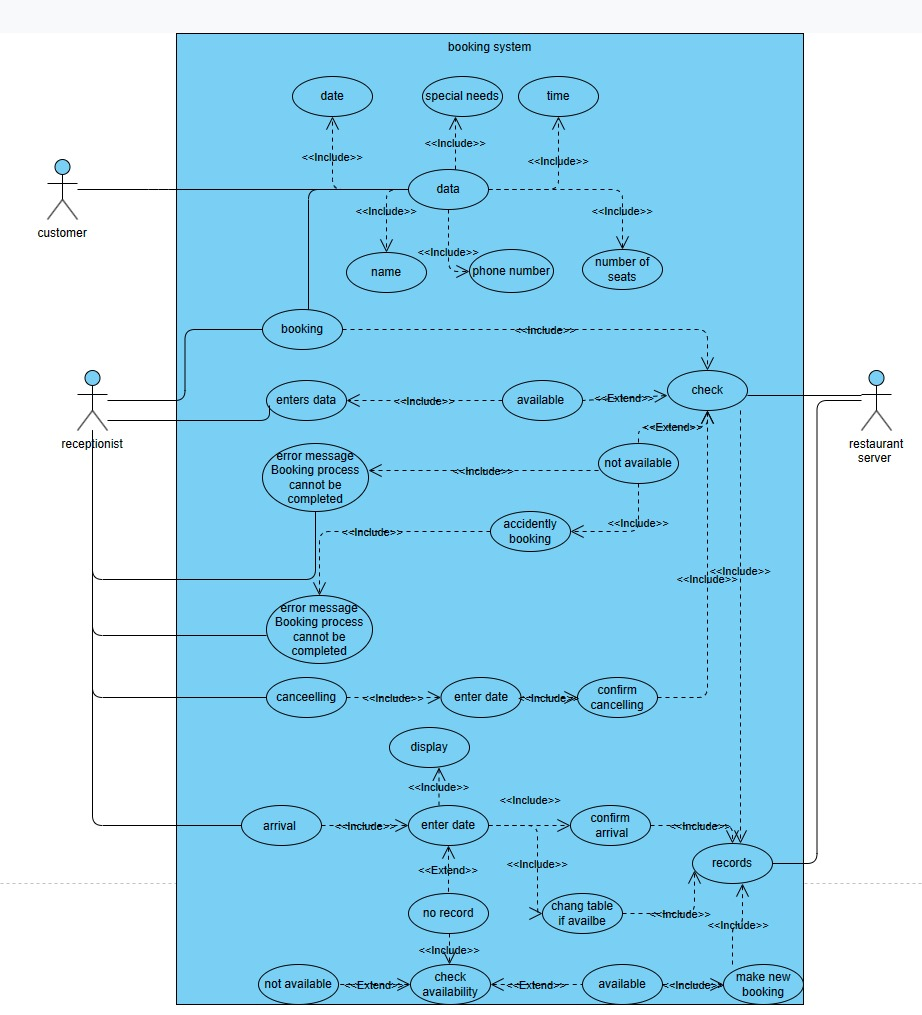 booking system
date
special needs
time
<<Include>>
<<Include>>
<<Include>>
data
customer
<<Include>>
<<Include>>
<<Include>>
name
phone number
number of
seats
booking
<<Include>>
check
enters data
<<Include>>
available
<<Extend>>
receptionist
restaurant
server
<<Extend>>
error message
Booking process
cannot be
completed
<<Include>>
not available
accidently
booking
<<Include>>
<<Include>>
<<Include>>
<<Include>>
error message
Booking process
cannot be
completed
canceelling
<<Include>>
enter date
<<Include>>
confirm
cancelling
display
<<Include>>
<<Include>>
arrival
<<Include>>
enter date
confirm
arrival
<<Include>>
records
<<Extend>>
<<Include>>
no record
chang table
if availbe
<<Include>>
<<Include>>
<<Include>>
not available
<<Extend>>
check
availability
<<Extend>>
available
<<Include>>
make new
booking